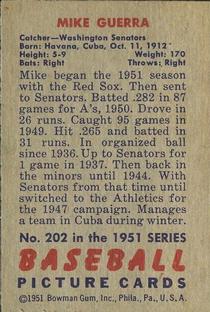 MIKE GUERRA
Catcher—Washington Senators
Born: Havana, Cuba, Oct. 11, 1912
Height: 5-9 Weight: 170
Bats: Right Throws: Right
Mike began the 1951 season
with the Red Sox. Then sent
to Senators. Batted .282 in 87
games for A's, 1950. Drove in
26 runs. Caught 95 games in
1949. Hit .265 and batted in
31 runs. In organized ball
since 1936. Up to Senators for
1 game in 1937. Then back in
the minors until 1944. With
Senators from that time until
switched to the Athletics for
the 1947 campaign. Manages
a team in Cuba during winter.
No. 202 in the 1951 SERIES
BASEBALL
PICTURE CARDS
©1951 Bowman Gum, Inc., Phila., Pa., U. S. A.